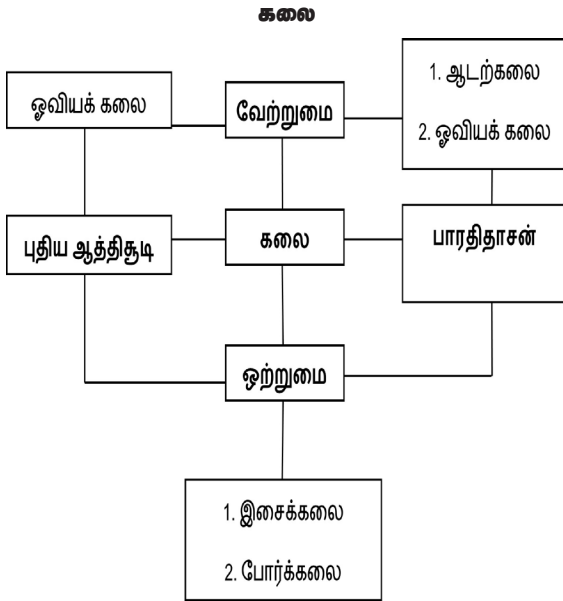 கலை
ஓவியக் கலை
வேற்றுமை
1. ஆடற்கலை
2. ஓவியக் கலை
புதிய ஆத்திசூடி
கலை
பாரதிதாசன்
ஒற்றுமை
1. இசைக்கலை
2. போர்க்கலை